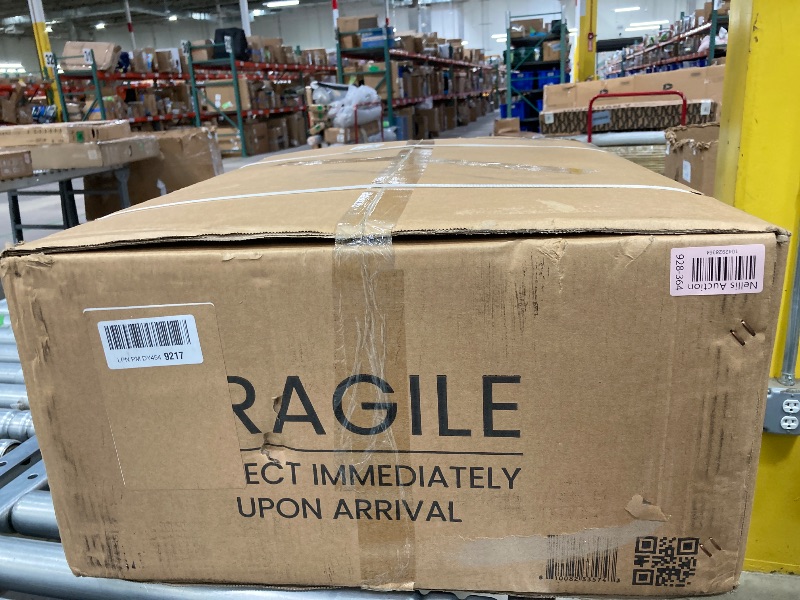 Nellis Auction
928-364
9217
RAGILE
ECT IMMEDIATELY
UPON ARRIVAL